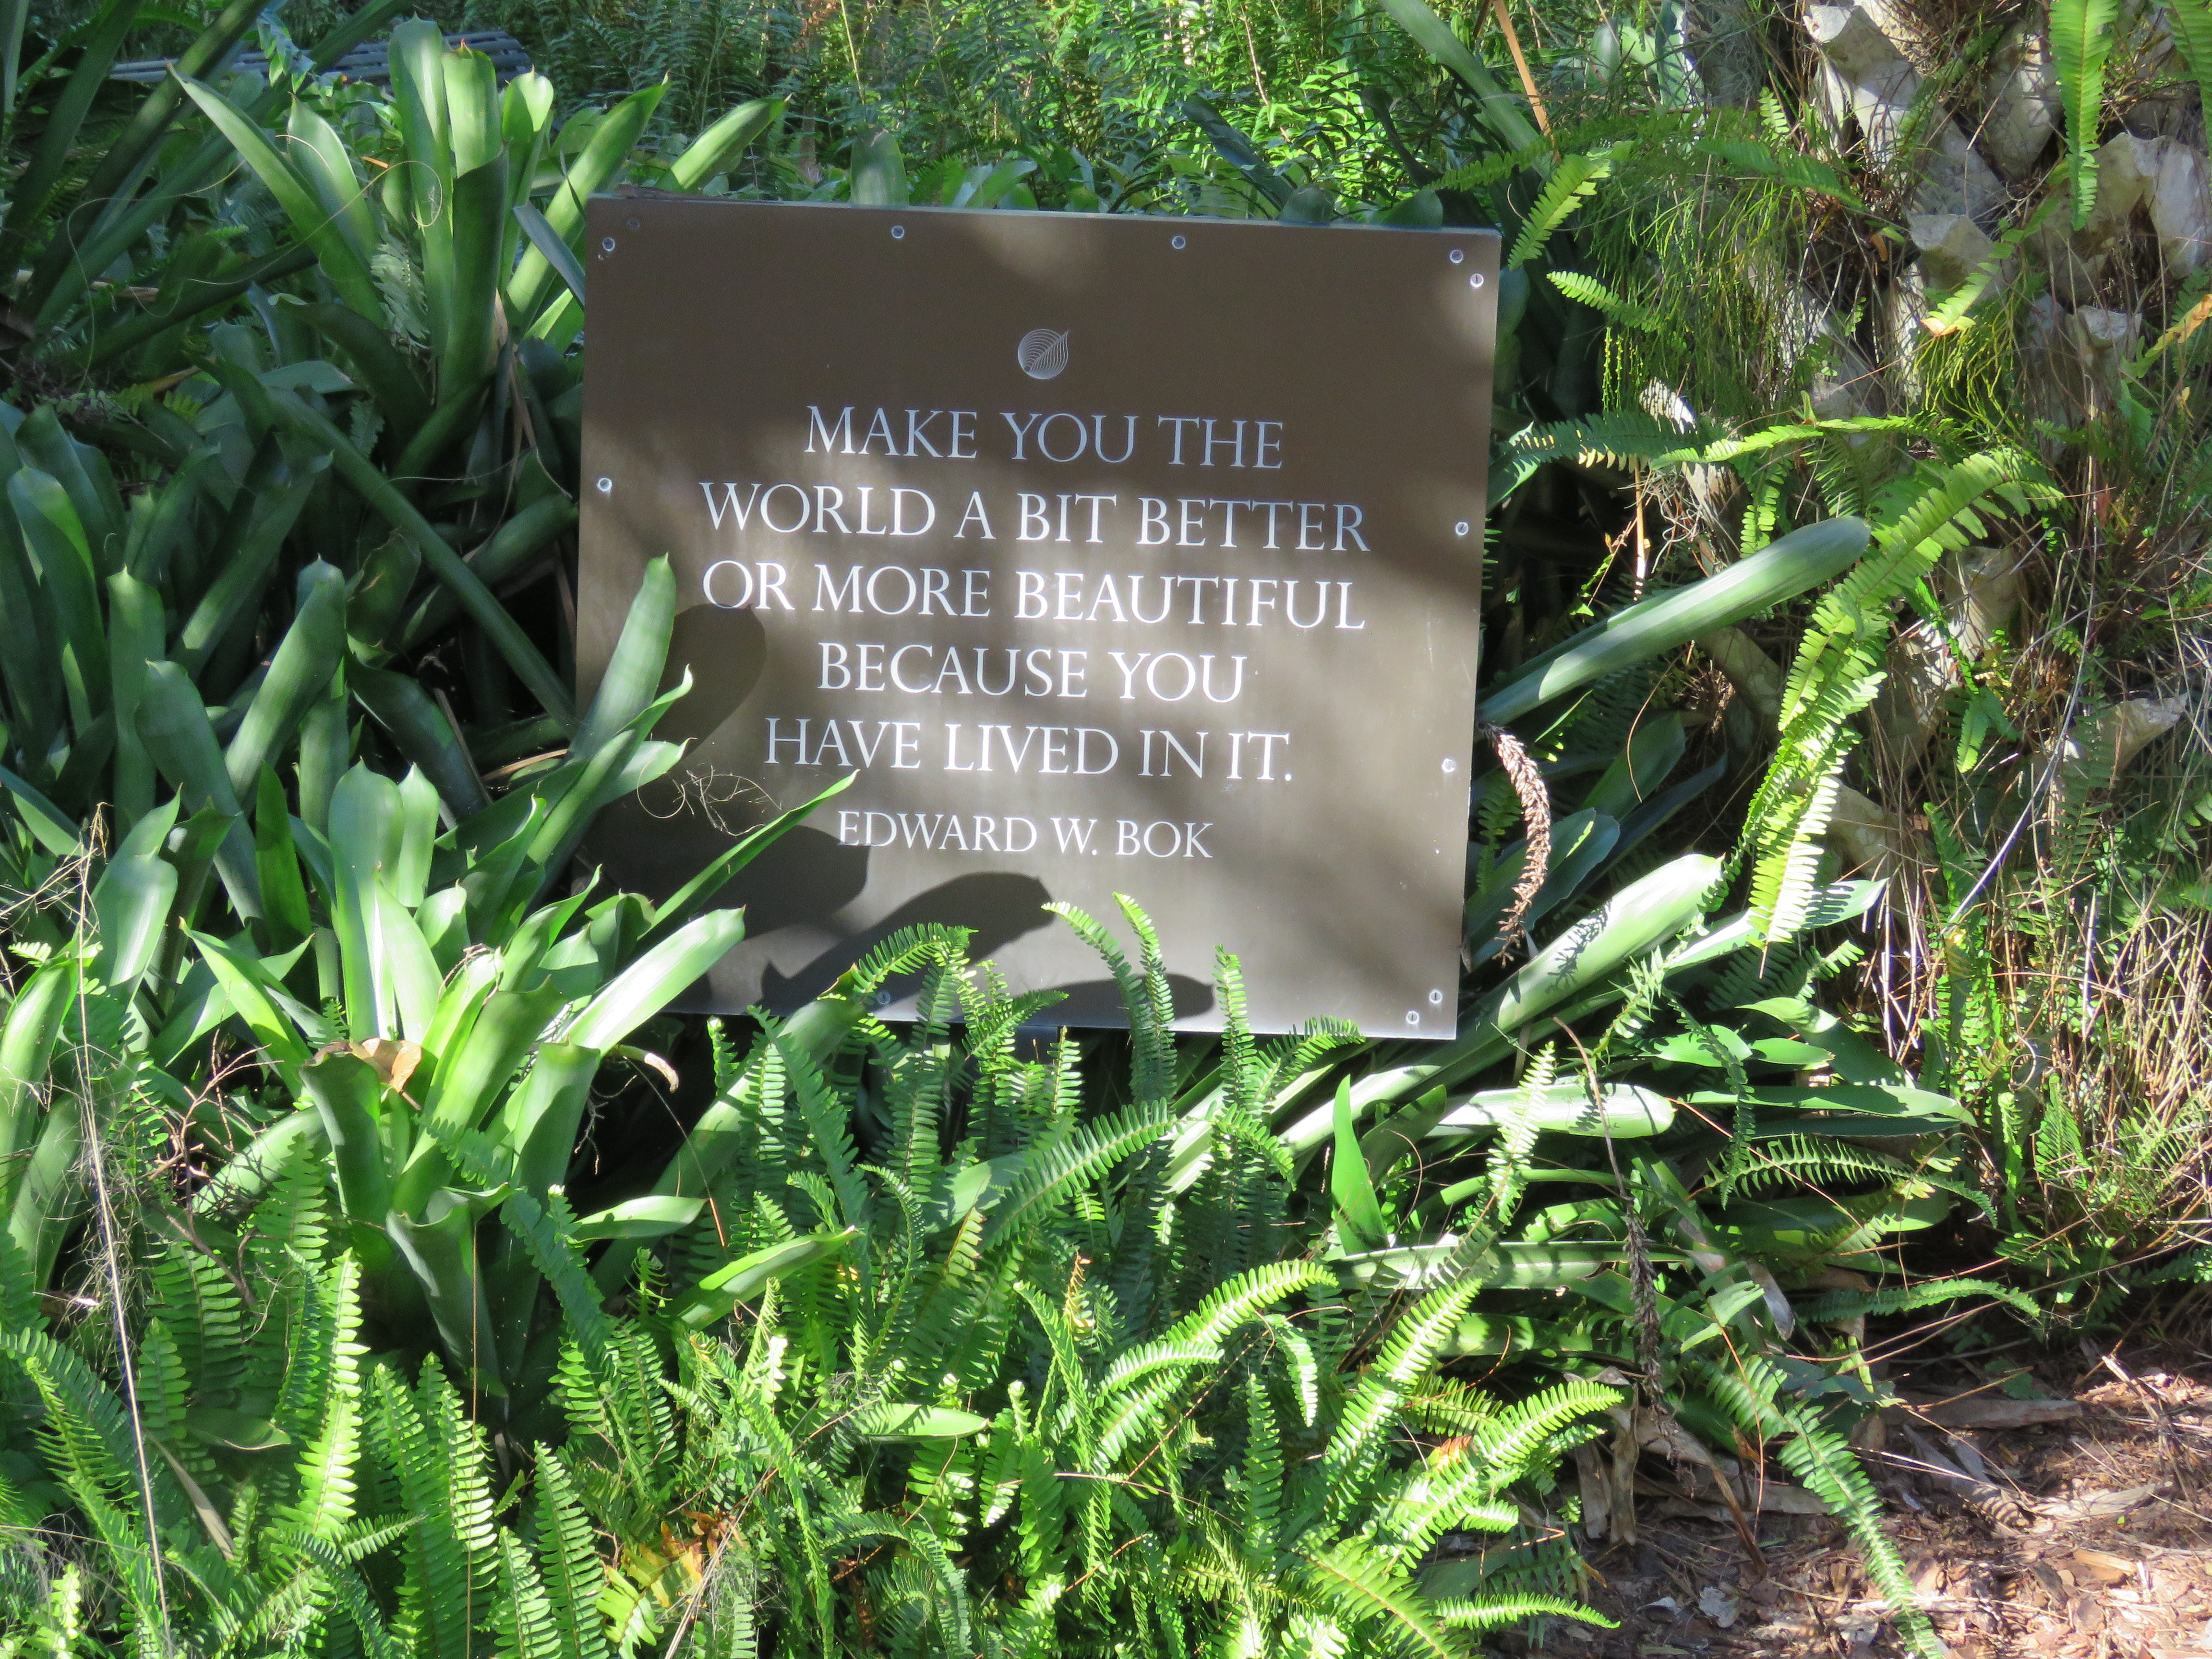 MAKE YOU THE
WORLD A BIT BETTER
OR MORE BEAUTIFUL
BECAUSE YOU
HAVE LIVED IN IT.
EDWARD W. BOK